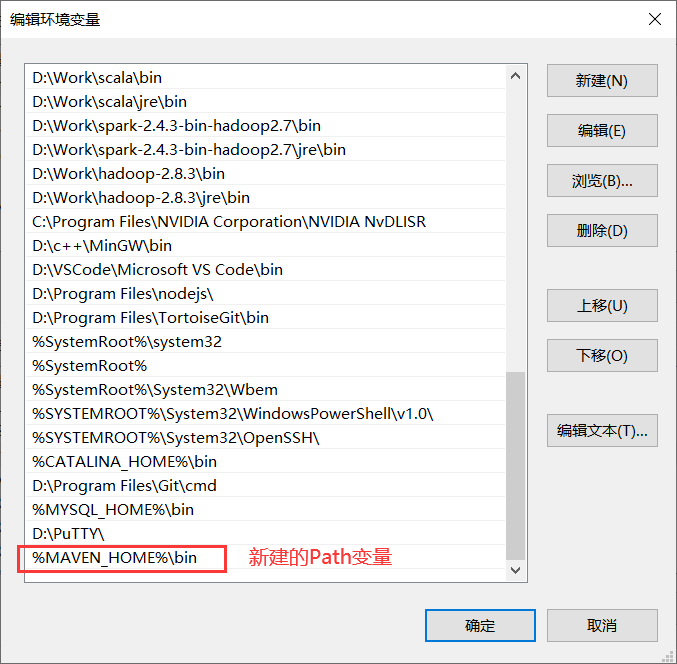 编辑环境变量
D:\Work\scala\bin
D:\Work\scala\jre\bin
D:\Work\spark-2.4.3-bin-hadoop2.7\bin
D:\Work\spark-2.4.3-bin-hadoop2.7\jre\bin
D:\Work\hadoop-2.8.3\bin
D:\Work\hadoop-2.8.3\jre\bin
C:\Program Files\NVIDIA Corporation\NVIDIA NvDLISR
D:\c++\MinGW\bin
D:\VSCode\Microsoft VS Code\bin
D:\Program Files\nodejs\
D:\Program Files\TortoiseGit\bin
%SystemRoot%\system32
%SystemRoot%
%SystemRoot%\System32\Wbem
%SYSTEMROOT%\System32\WindowsPowerShell\v1.0\
%SYSTEMROOT%\System32\OpenSSH\
%CATALINA_HOME%\bin
D:\Program Files\Git\cmd
%MYSQL_HOME%\bin
D:\PuTTY\
%MAVEN_HOME%\bin
新建的Path变量
新建(N)
编辑(E)
浏览(B)...
删除(D)
上移(U)
下移(O)
编辑文本(T)...
确定
取消